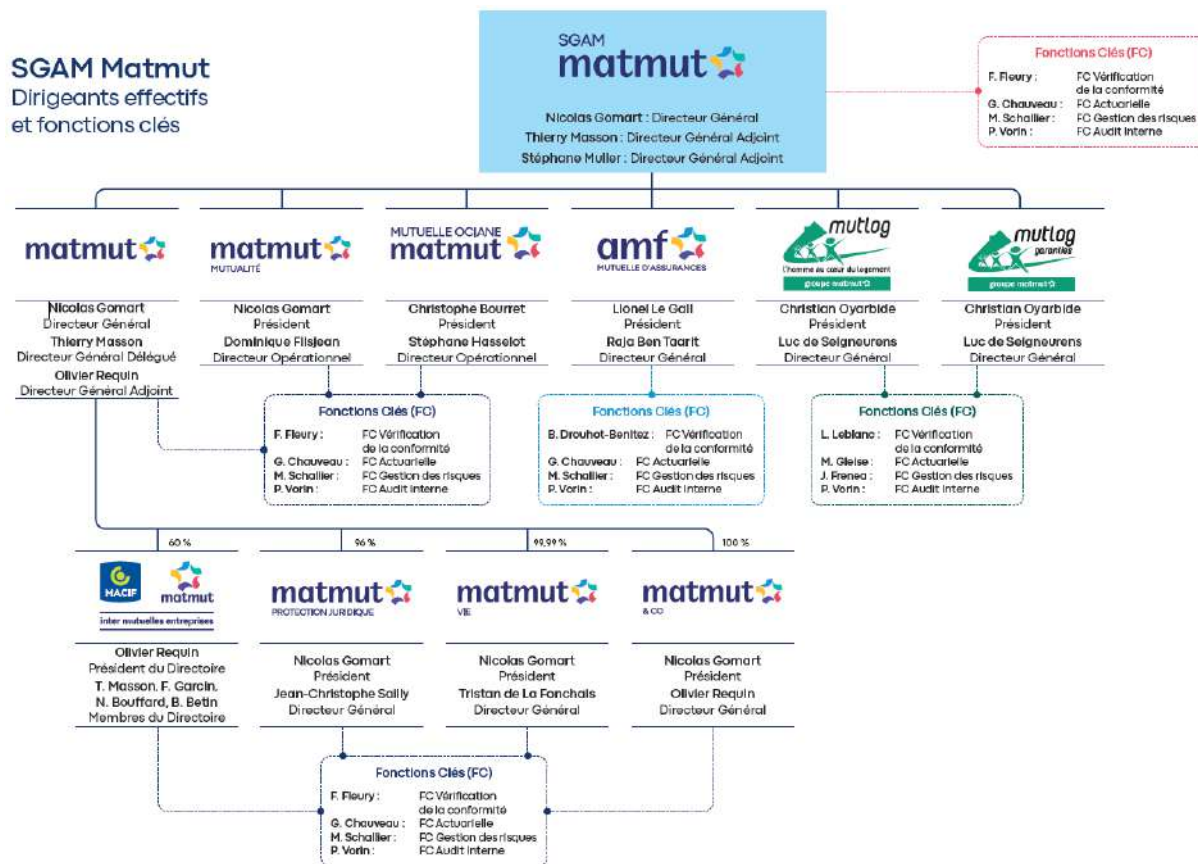 SGAM Matmut
Dirigeants effectifs
et fonctions clés
SGAM
matmut
Nicolas Gomart : Directeur Général
Thierry Masson : Directeur Général Adjoint
Stéphane Muller : Directeur Général Adjoint
Fonctions Clés (FC)
F. Fleury : FC Vérification
de la conformité
G. Chauveau : FC Actuarielle
M. Schallier : FC Gestion des risques
P. Vorin : FC Audit Interne
matmut
Nicolas Gomart
Directeur Général
Thierry Masson
Directeur Général Délégué
Olivier Requin
Directeur Général Adjoint
matmut
MUTUALITÉ
Nicolas Gomart
Président
Dominique Flisjean
Directeur Opérationnel
MUTUELLE OCIANE
matmut
Christophe Bourret
Président
Stéphane Hasselot
Directeur Opérationnel
amf
MUTUELLE D'ASSURANCES
Lionel Le Gall
Président
Raja Ben Taarit
Directeur Général
mutlog
l'homme au cœur du logement
groupe matmut
Christian Oyarbide
Président
Luc de Seigneurens
Directeur Général
mutlog
garanties
groupe matmut
Christian Oyarbide
Président
Luc de Seigneurens
Directeur Général
Fonctions Clés (FC)
F. Fleury : FC Vérification
de la conformité
G. Chauveau : FC Actuarielle
M. Schallier : FC Gestion des risques
P. Vorin : FC Audit Interne
Fonctions Clés (FC)
B. Drouhot-Benitez : FC Vérification
de la conformité
G. Chauveau : FC Actuarielle
M. Schallier : FC Gestion des risques
P. Vorin : FC Audit Interne
Fonctions Clés (FC)
L. Leblanc : FC Vérification
de la conformité
M. Gleise : FC Actuarielle
J. Frenea : FC Gestion des risques
P. Vorin : FC Audit Interne
60 %
MACIF
matmut
inter mutuelles entreprises
Olivier Requin
Président du Directoire
T. Masson, F. Garcin,
N. Bouffard, B. Betin
Membres du Directoire
96 %
matmut
PROTECTION JURIDIQUE
Nicolas Gomart
Président
Jean-Christophe Sailly
Directeur Général
99,99 %
matmut
VIE
Nicolas Gomart
Président
Tristan de La Fonchais
Directeur Général
100 %
matmut
& CO
Nicolas Gomart
Président
Olivier Requin
Directeur Général
Fonctions Clés (FC)
F. Fleury : FC Vérification
de la conformité
G. Chauveau : FC Actuarielle
M. Schallier : FC Gestion des risques
P. Vorin : FC Audit Interne